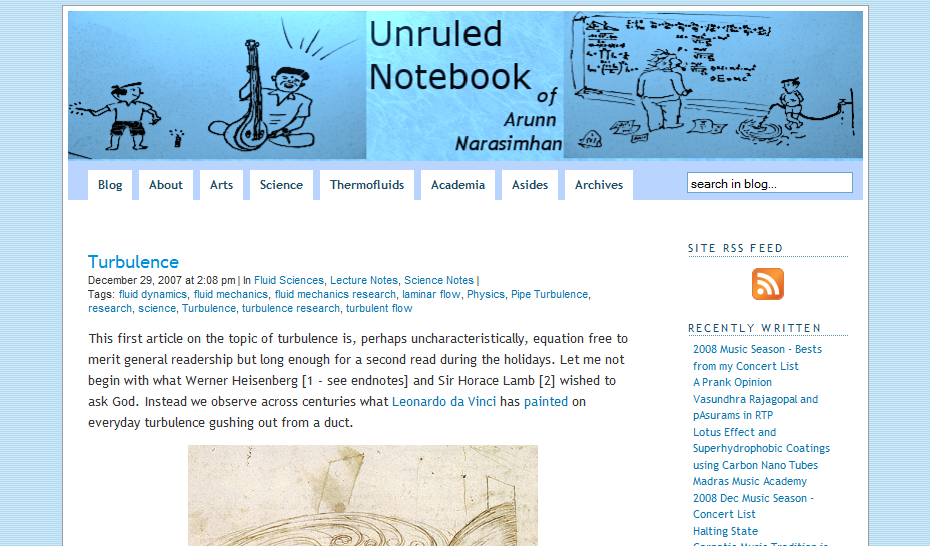 Unruled
Notebook
of
Arunn
Narasimhan
Blog
About
Arts
Science
Thermofluids
Academia
Asides
Archives
search in blog...
Turbulence
December 29, 2007 at 2:08 pm | In Fluid Sciences, Lecture Notes, Science Notes |
Tags: fluid dynamics, fluid mechanics, fluid mechanics research, laminar flow, Physics, Pipe Turbulence,
research, science, Turbulence, turbulence research, turbulent flow
This first article on the topic of turbulence is, perhaps uncharacteristically, equation free to
merit general readership but long enough for a second read during the holidays. Let me not
begin with what Werner Heisenberg [1 - see endnotes] and Sir Horace Lamb [2] wished to
ask God. Instead we observe across centuries what Leonardo da Vinci has painted on
everyday turbulence gushing out from a duct.
SITE RSS FEED
RECENTLY WRITTEN
2008 Music Season - Bests
from my Concert List
A Prank Opinion
Vasundhra Rajagopal and
pAsurams in RTP
Lotus Effect and
Superhydrophobic Coatings
using Carbon Nano Tubes
Madras Music Academy
2008 Dec Music Season -
Concert List
Halting State